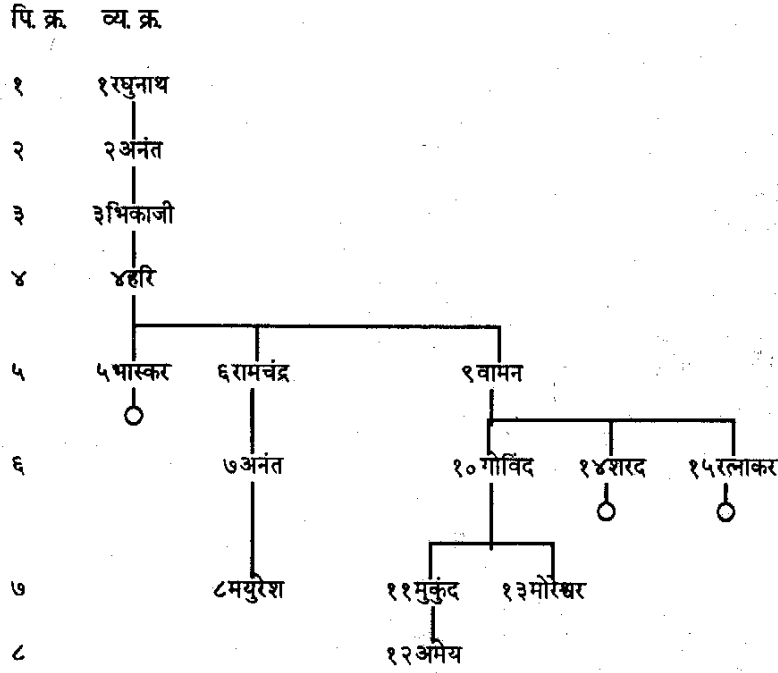 पि. क्र. व्य. क्र.
१ १रघुनाथ
२ २अनंत
३ ३भिकाजी
४ ४हरि
५ ५भास्कर ६रामचंद्र ९वामन
६ ७अनंत १०गोविंद १४शरद १५रत्नाकर
७ ८मयुरेश ११मुकुंद १३मोरेश्वर
८ १२अमेय